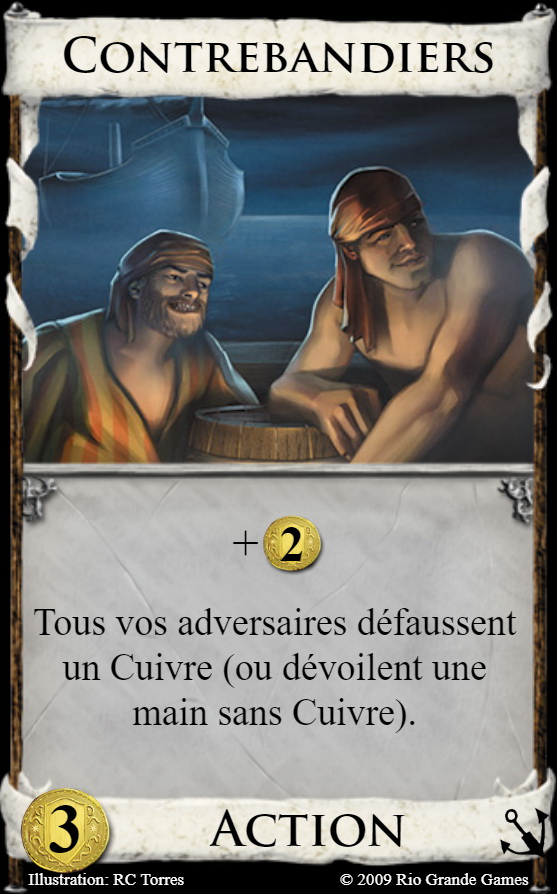 CONTREBANDIERS
+2
Tous vos adversaires défaussent
un Cuivre (ou dévoilent une
main sans Cuivre).
3
ACTION
Illustration: RC Torres
© 2009 Rio Grande Games